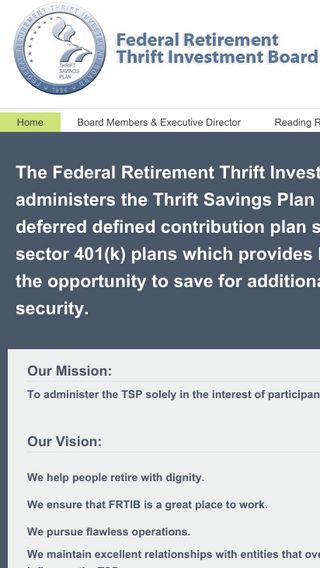 FEDERAL RETIREMENT THRIFT INVESTMENT BOARD
THRIFT
SAVINGS
PLAN
1986
Federal Retirement
Thrift Investment Board
Home Board Members & Executive Director Reading
The Federal Retirement Thrift
administers the Thrift Savings Plan
deferred defined contribution plan
sector 401(k) plans which provides
the opportunity to save for
security.
Our Mission:
To administer the TSP solely in the interest of
Our Vision:
We help people retire with dignity.
We ensure that FRTIB is a great place to work.
We pursue flawless operations.
We maintain excellent relationships with entities that